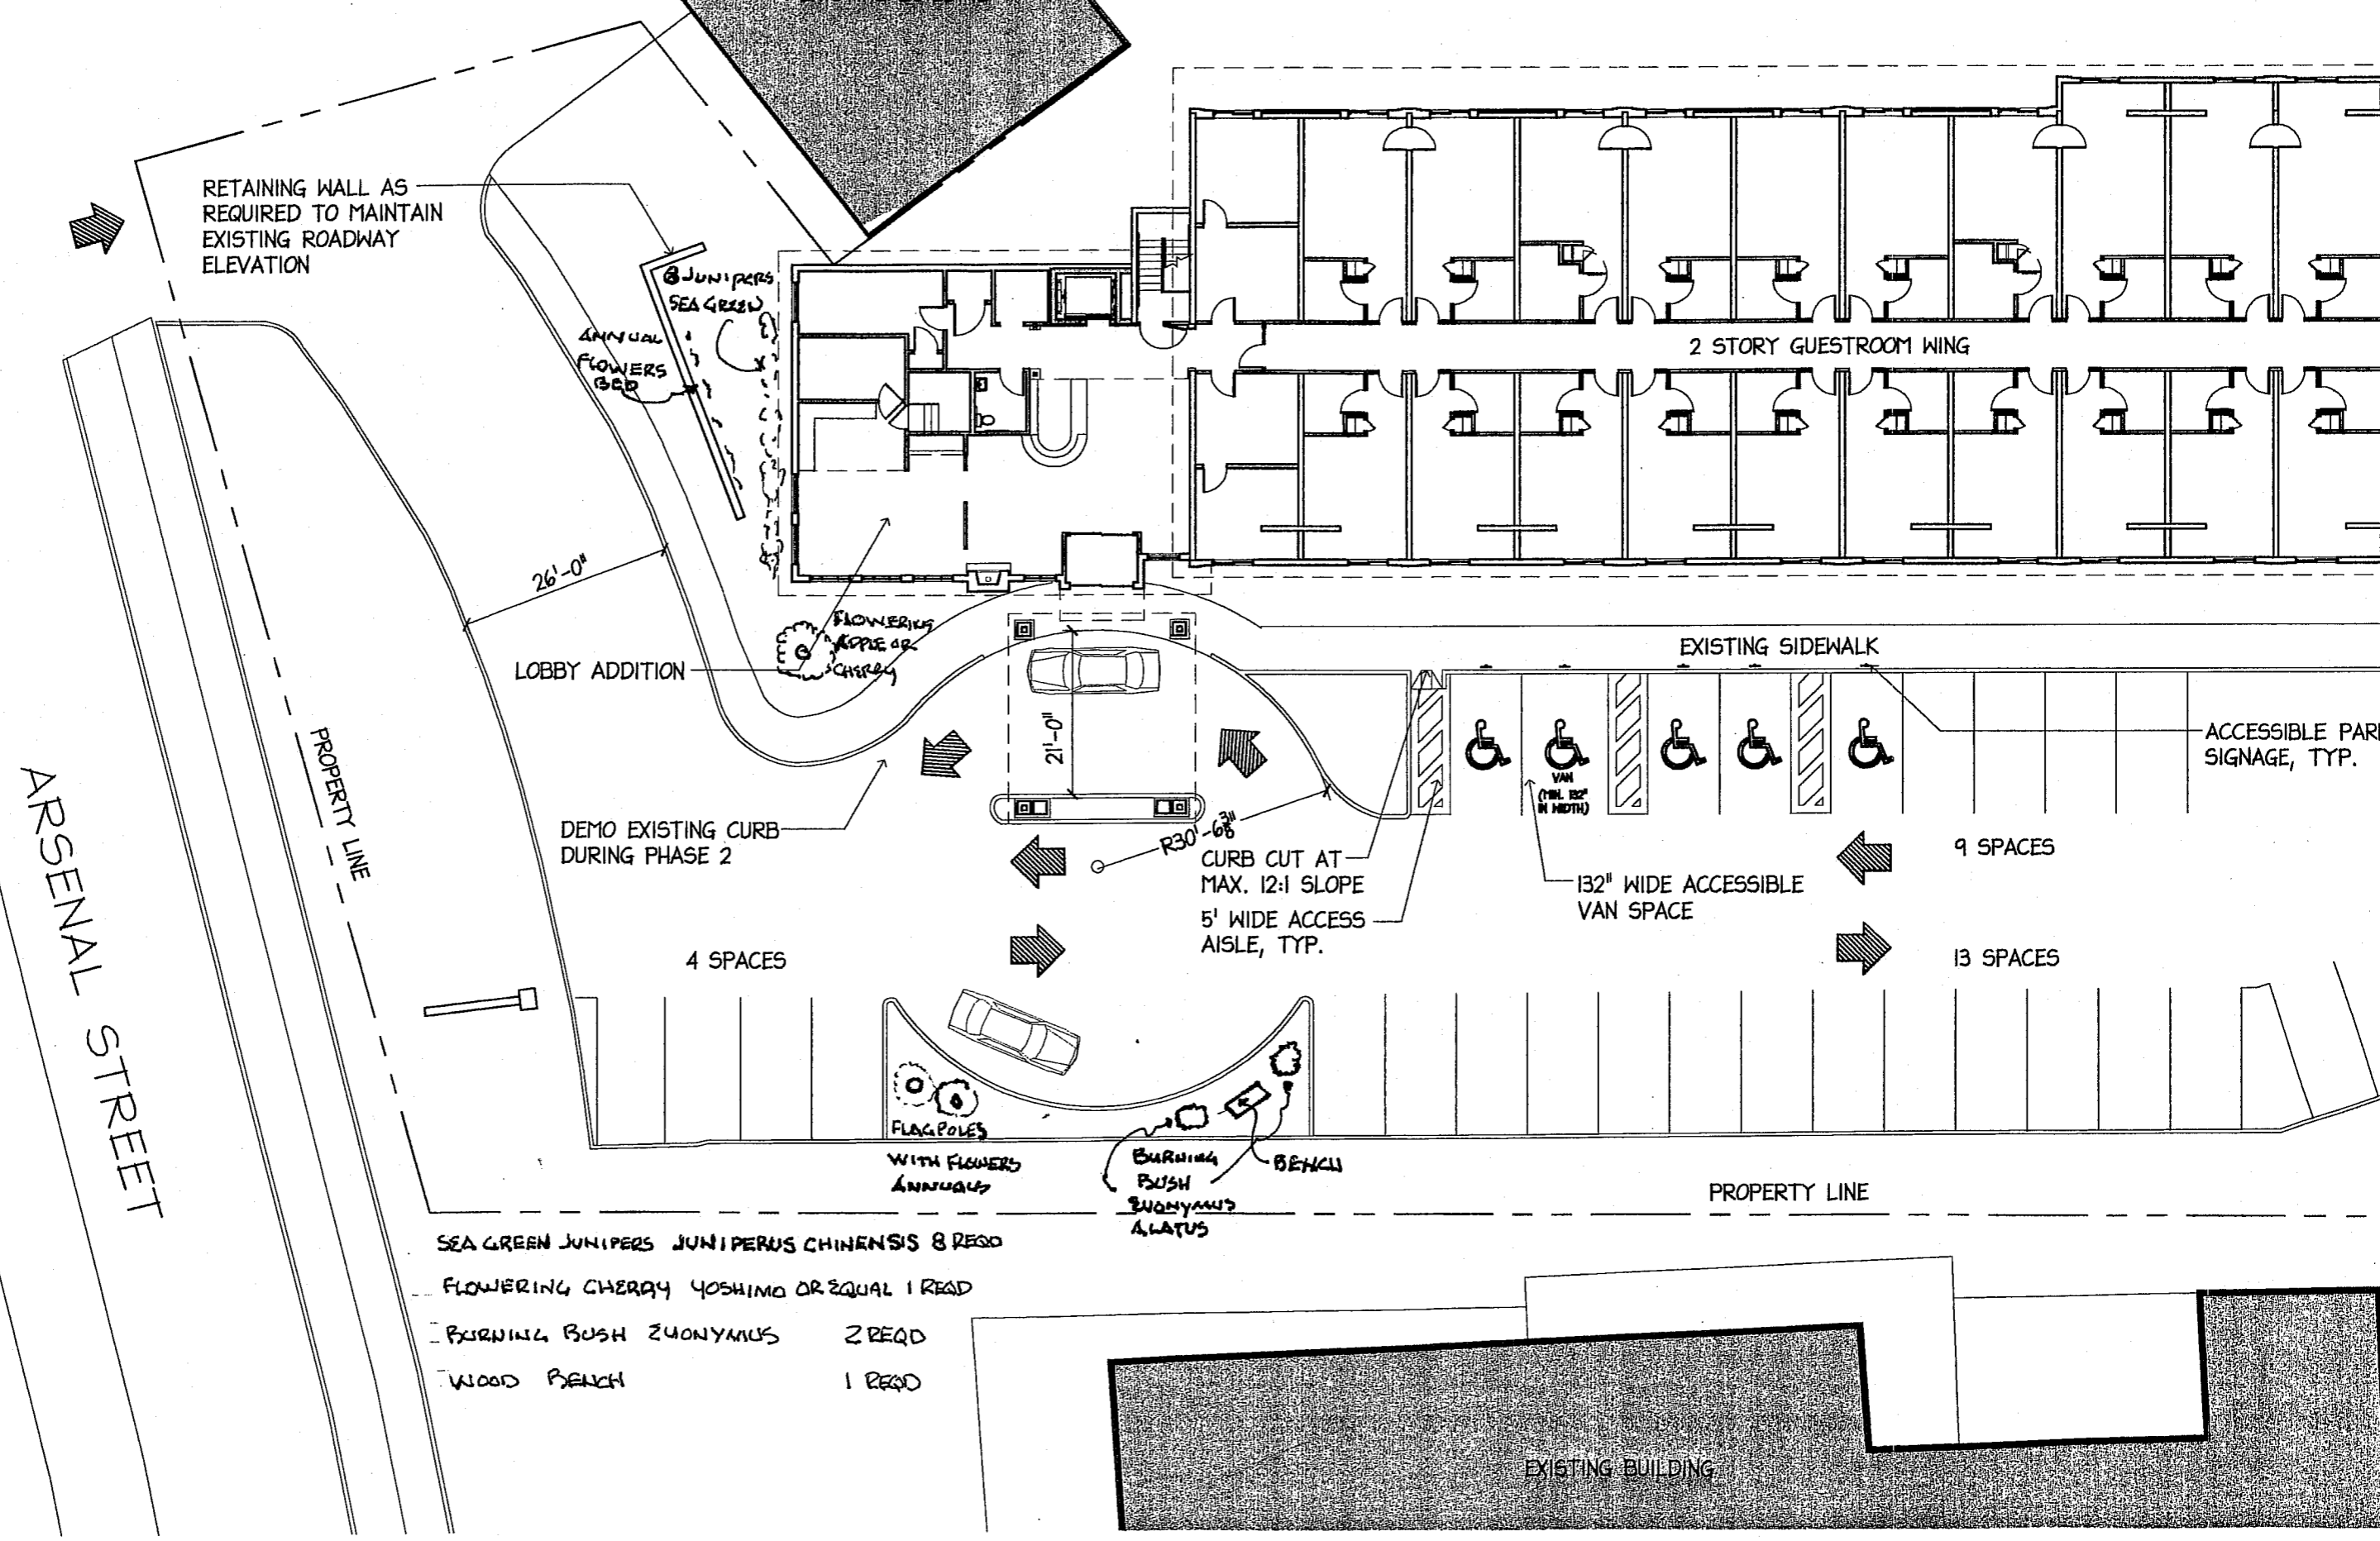 RETAINING WALL AS
REQUIRED TO MAINTAIN
EXISTING ROADWAY
ELEVATION
8 JUNIPERS
SEA GREEN
ANNUAL
FLOWERS
BED
2 STORY GUESTROOM WING
26'-0"
FLOWERING
APPLE OR
CHERRY
LOBBY ADDITION
EXISTING SIDEWALK
PROPERTY LINE
ARSENAL STREET
21'-0"
ACCESSIBLE PAR
SIGNAGE, TYP.
VAN
(MIN. 132"
IN WIDTH)
DEMO EXISTING CURB
DURING PHASE 2
R30'-6 3/8"
CURB CUT AT
MAX. 12:1 SLOPE
5' WIDE ACCESS
AISLE, TYP.
132" WIDE ACCESSIBLE
VAN SPACE
9 SPACES
4 SPACES
13 SPACES
FLAGPOLES
WITH FLOWERS
ANNUALS
BURNING
BUSH
EUONYMUS
ALATUS
BENCH
PROPERTY LINE
SEA GREEN JUNIPERS JUNIPERUS CHINENSIS 8 REQD
FLOWERING CHERRY YOSHIMO OR EQUAL 1 REQD
BURNING BUSH EUONYMUS 2 REQD
WOOD BENCH 1 REQD
EXISTING BUILDING